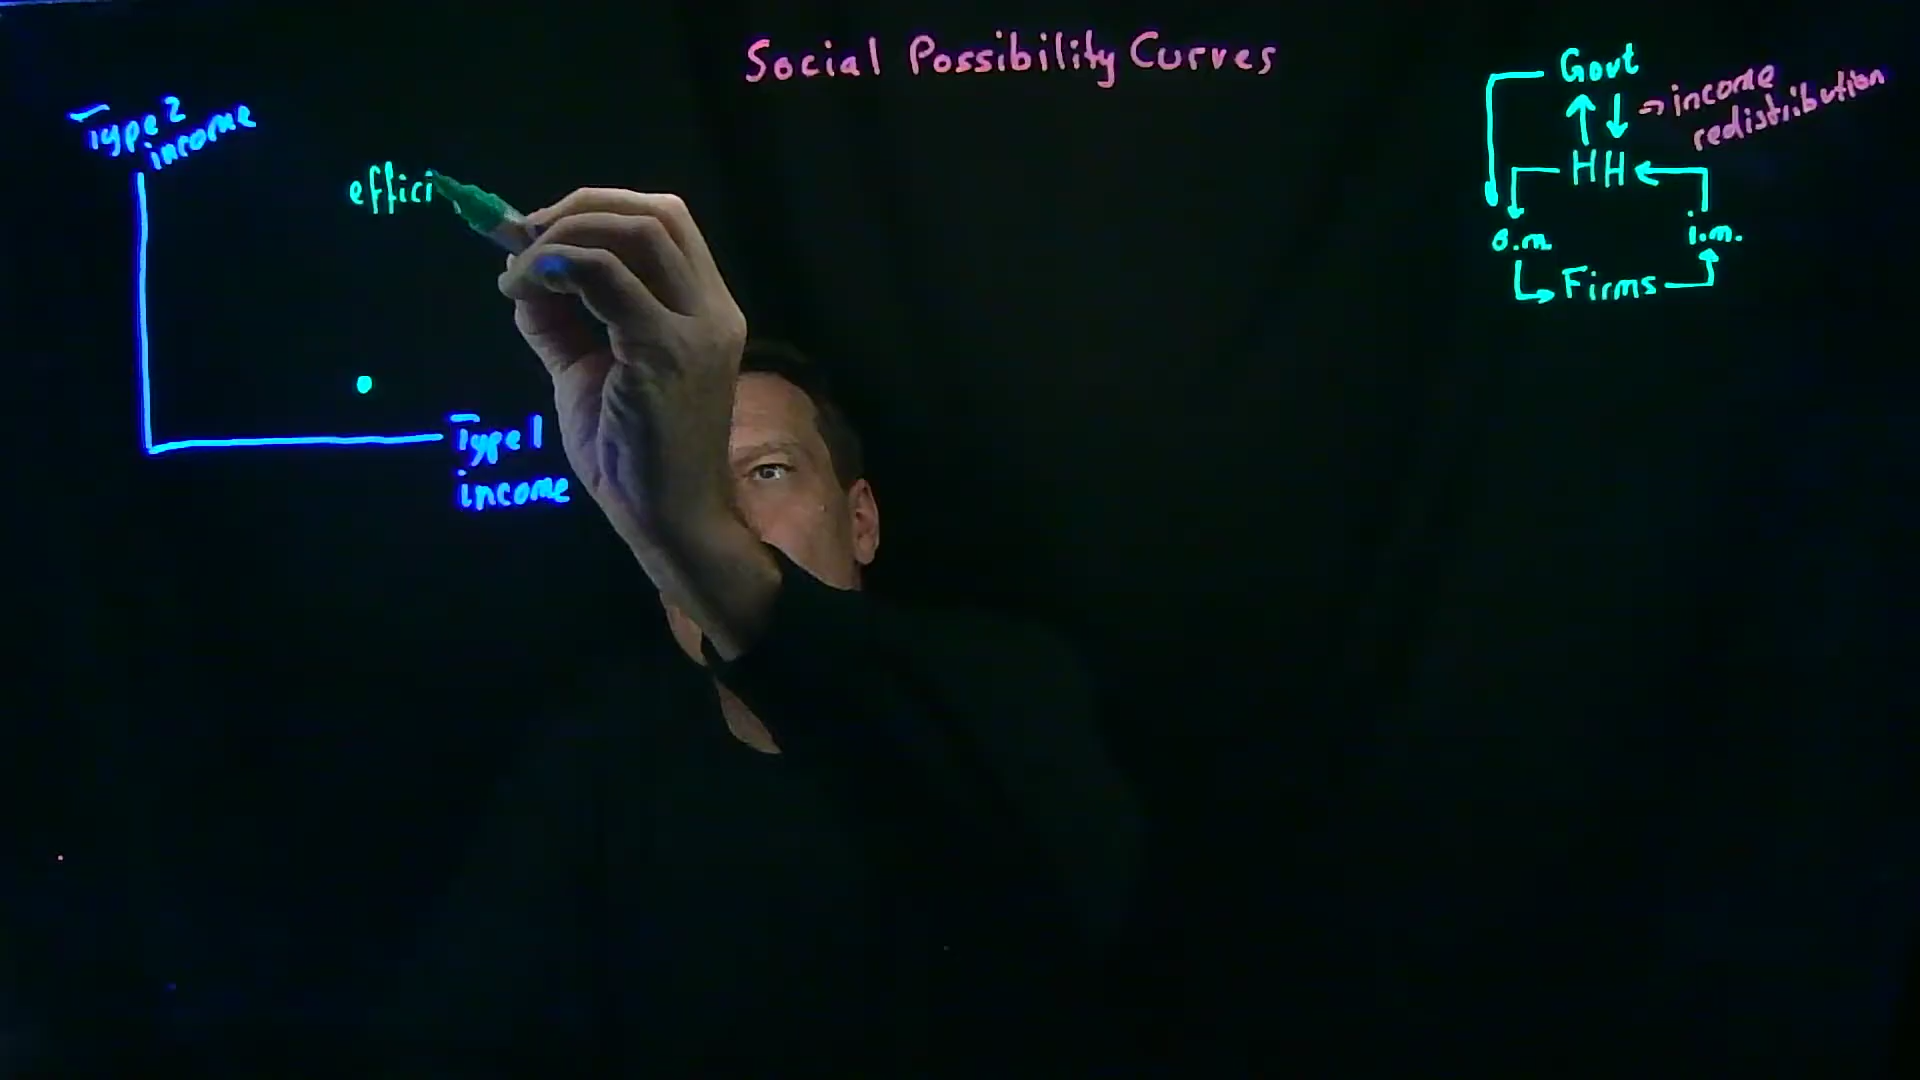 Social Possibility Curves
Type 2
income
effici
Type 1
income
Govt
⇒ income
redistribution
HH
o.m.
i.m.
Firms